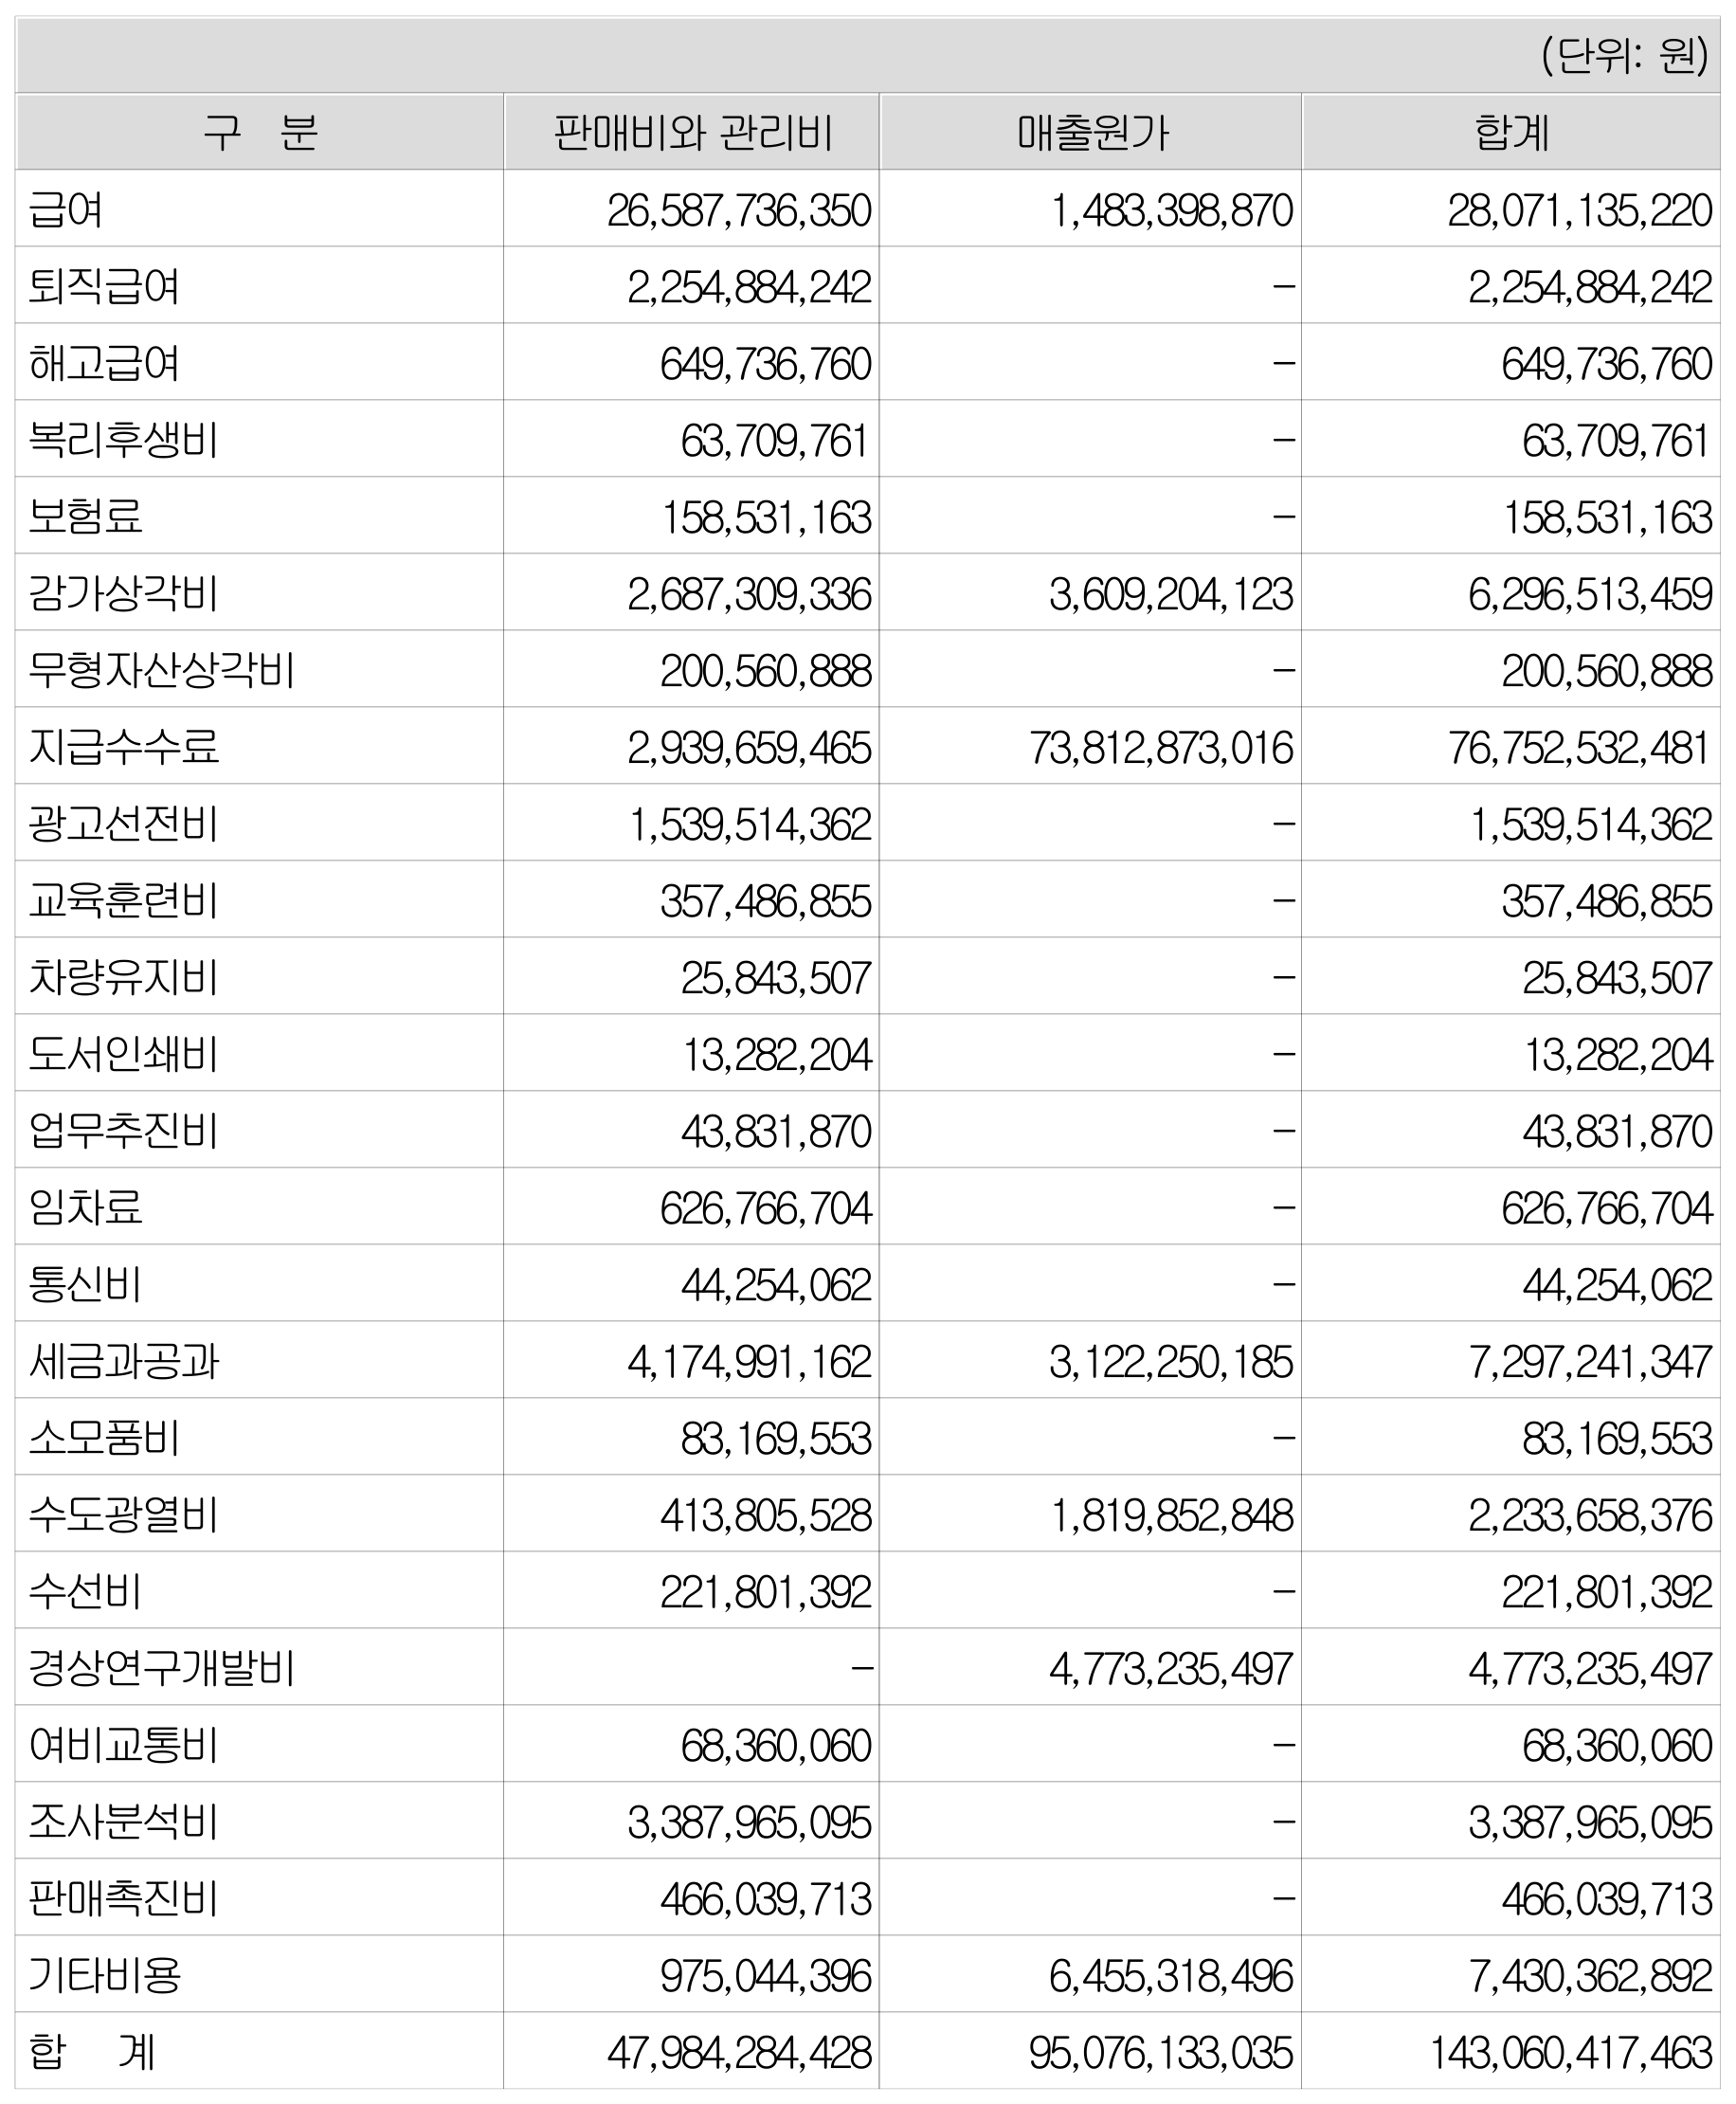 (단위: 원)
구 분 판매비와 관리비 매출원가 합계
급여 26,587,736,350 1,483,398,870 28,071,135,220
퇴직급여 2,254,884,242 - 2,254,884,242
해고급여 649,736,760 - 649,736,760
복리후생비 63,709,761 - 63,709,761
보험료 158,531,163 - 158,531,163
감가상각비 2,687,309,336 3,609,204,123 6,296,513,459
무형자산상각비 200,560,888 - 200,560,888
지급수수료 2,939,659,465 73,812,873,016 76,752,532,481
광고선전비 1,539,514,362 - 1,539,514,362
교육훈련비 357,486,855 - 357,486,855
차량유지비 25,843,507 - 25,843,507
도서인쇄비 13,282,204 - 13,282,204
업무추진비 43,831,870 - 43,831,870
임차료 626,766,704 - 626,766,704
통신비 44,254,062 - 44,254,062
세금과공과 4,174,991,162 3,122,250,185 7,297,241,347
소모품비 83,169,553 - 83,169,553
수도광열비 413,805,528 1,819,852,848 2,233,658,376
수선비 221,801,392 - 221,801,392
경상연구개발비 - 4,773,235,497 4,773,235,497
여비교통비 68,360,060 - 68,360,060
조사분석비 3,387,965,095 - 3,387,965,095
판매촉진비 466,039,713 - 466,039,713
기타비용 975,044,396 6,455,318,496 7,430,362,892
합 계 47,984,284,428 95,076,133,035 143,060,417,463